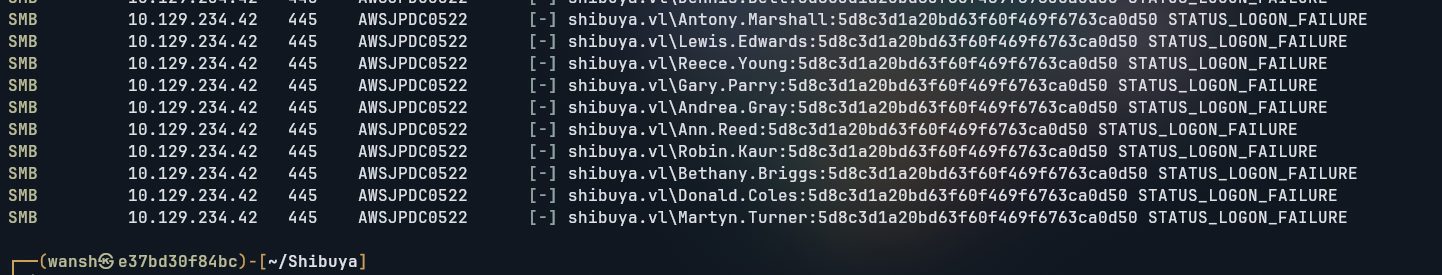 SMB 10.129.234.42 445 AWSJPDC0522 [-] shibuya.vl\Dennis.Bell:5d8c3d1a20bd63f60f469f6763ca0d50 STATUS_LOGON_FAILURE
SMB 10.129.234.42 445 AWSJPDC0522 [-] shibuya.vl\Antony.Marshall:5d8c3d1a20bd63f60f469f6763ca0d50 STATUS_LOGON_FAILURE
SMB 10.129.234.42 445 AWSJPDC0522 [-] shibuya.vl\Lewis.Edwards:5d8c3d1a20bd63f60f469f6763ca0d50 STATUS_LOGON_FAILURE
SMB 10.129.234.42 445 AWSJPDC0522 [-] shibuya.vl\Reece.Young:5d8c3d1a20bd63f60f469f6763ca0d50 STATUS_LOGON_FAILURE
SMB 10.129.234.42 445 AWSJPDC0522 [-] shibuya.vl\Gary.Parry:5d8c3d1a20bd63f60f469f6763ca0d50 STATUS_LOGON_FAILURE
SMB 10.129.234.42 445 AWSJPDC0522 [-] shibuya.vl\Andrea.Gray:5d8c3d1a20bd63f60f469f6763ca0d50 STATUS_LOGON_FAILURE
SMB 10.129.234.42 445 AWSJPDC0522 [-] shibuya.vl\Ann.Reed:5d8c3d1a20bd63f60f469f6763ca0d50 STATUS_LOGON_FAILURE
SMB 10.129.234.42 445 AWSJPDC0522 [-] shibuya.vl\Robin.Kaur:5d8c3d1a20bd63f60f469f6763ca0d50 STATUS_LOGON_FAILURE
SMB 10.129.234.42 445 AWSJPDC0522 [-] shibuya.vl\Bethany.Briggs:5d8c3d1a20bd63f60f469f6763ca0d50 STATUS_LOGON_FAILURE
SMB 10.129.234.42 445 AWSJPDC0522 [-] shibuya.vl\Donald.Coles:5d8c3d1a20bd63f60f469f6763ca0d50 STATUS_LOGON_FAILURE
SMB 10.129.234.42 445 AWSJPDC0522 [-] shibuya.vl\Martyn.Turner:5d8c3d1a20bd63f60f469f6763ca0d50 STATUS_LOGON_FAILURE
┌──(wansh㉿e37bd30f84bc)-[~/Shibuya]